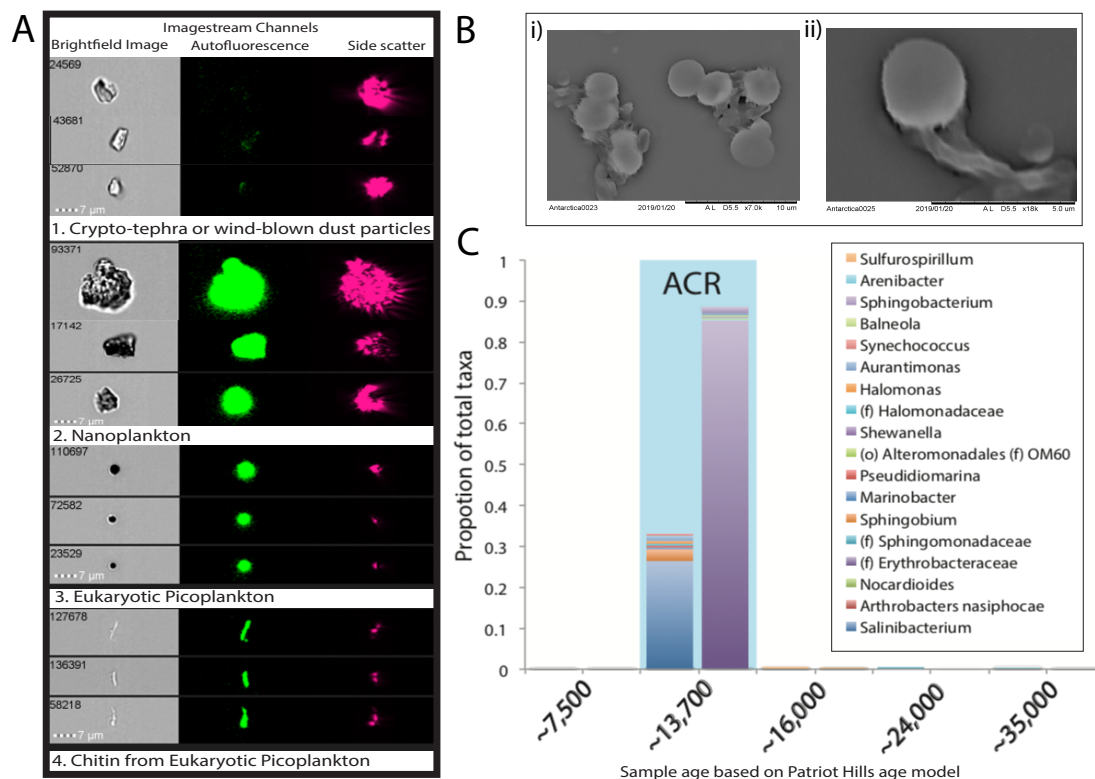 A
Imagestream Channels
Brightfield Image Autofluorescence Side scatter
24569
43681
52870
7 µm
1. Crypto-tephra or wind-blown dust particles
93371
17142
26725
7 µm
2. Nanoplankton
110697
72582
23529
7 µm
3. Eukaryotic Picoplankton
127678
136391
58218
7 µm
4. Chitin from Eukaryotic Picoplankton
B
i)
Antarctica0023 2019/01/20 A L D5.5 x7.0k 10 um
ii)
Antarctica0025 2019/01/20 A L D5.5 x18k 5.0 um
C
Propotion of total taxa
1
0.9
0.8
0.7
0.6
0.5
0.4
0.3
0.2
0.1
0
ACR
Sulfurospirillum
Arenibacter
Sphingobacterium
Balneola
Synechococcus
Aurantimonas
Halomonas
(f) Halomonadaceae
Shewanella
(o) Alteromonadales (f) OM60
Pseudidiomarina
Marinobacter
Sphingobium
(f) Sphingomonadaceae
(f) Erythrobacteraceae
Nocardioides
Arthrobacters nasiphocae
Salinibacterium
~7,500
~13,700
~16,000
~24,000
~35,000
Sample age based on Patriot Hills age model